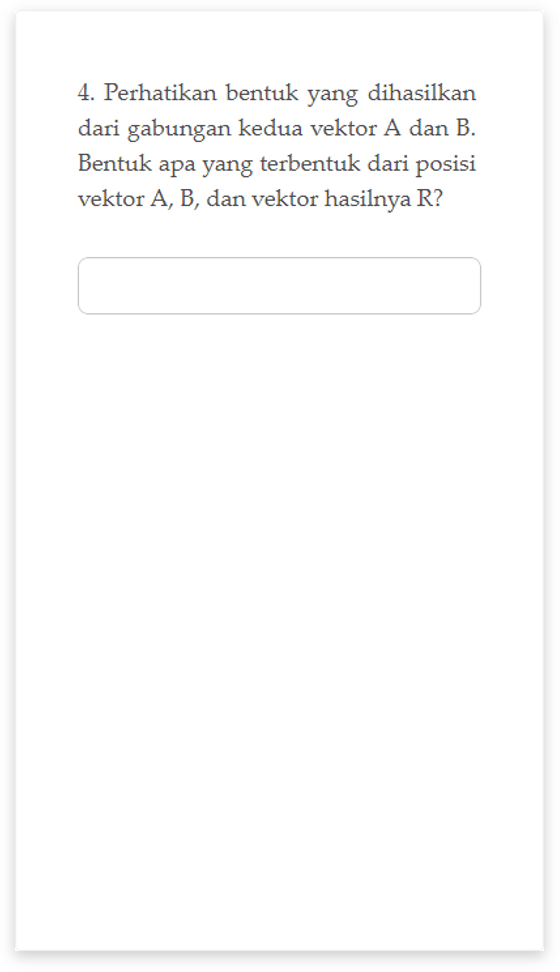 4. Perhatikan bentuk yang dihasilkan
dari gabungan kedua vektor A dan B.
Bentuk apa yang terbentuk dari posisi
vektor A, B, dan vektor hasilnya R?